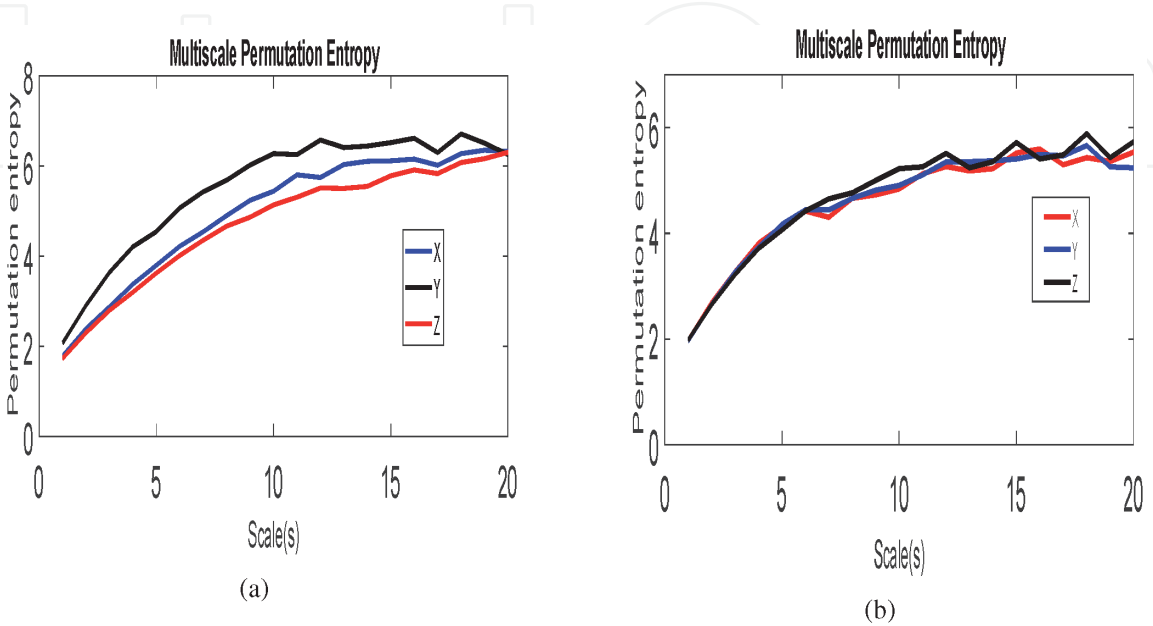 Multiscale Permutation Entropy
Permutation entropy
8
6
4
2
0
0 5 10 15 20
Scale(s)
X
Y
Z
(a)
Multiscale Permutation Entropy
Permutation entropy
6
4
2
0
0 5 10 15 20
Scale(s)
X
Y
Z
(b)